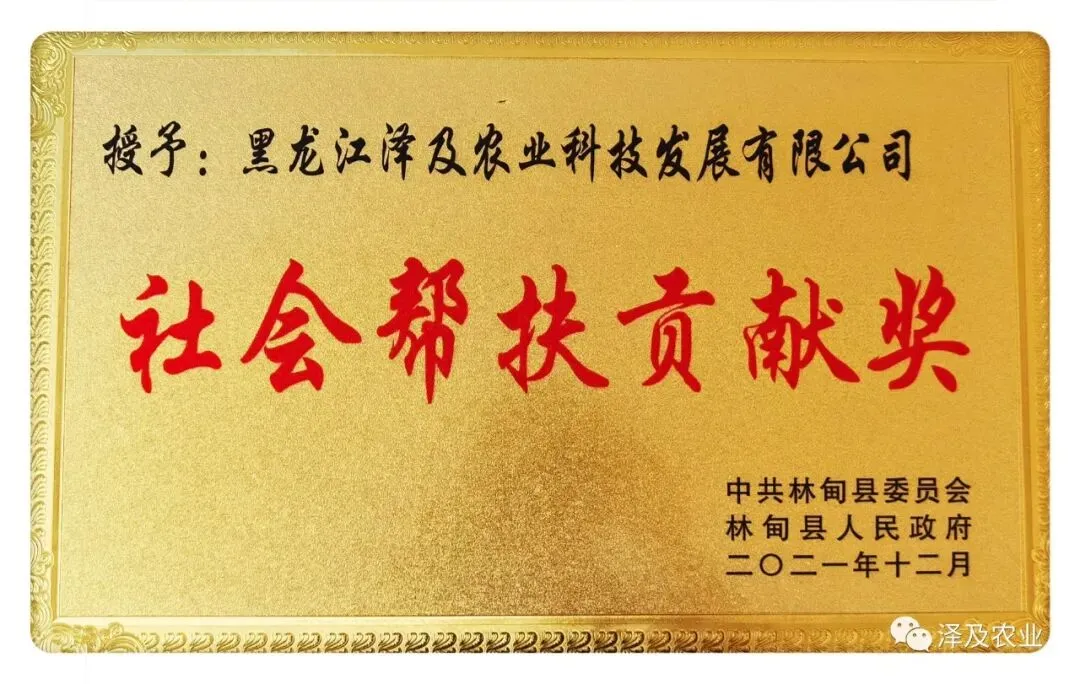 授予：黑龙江泽及农业科技发展有限公司
社会帮扶贡献奖
中共林甸县委员会
林甸县人民政府
二〇二一年十二月
泽及农业